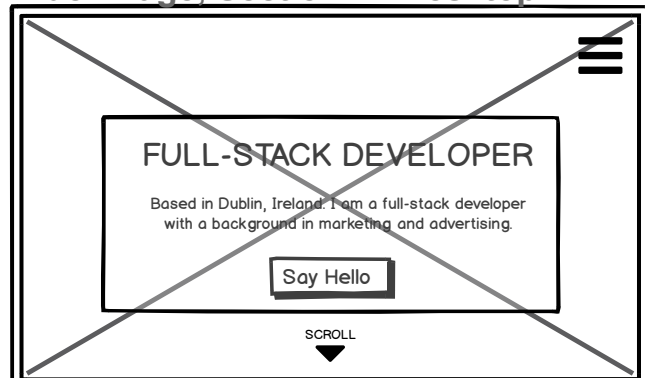 FULL-STACK DEVELOPER
Based in Dublin, Ireland. I am a full-stack developer
with a background in marketing and advertising.
Say Hello
SCROLL